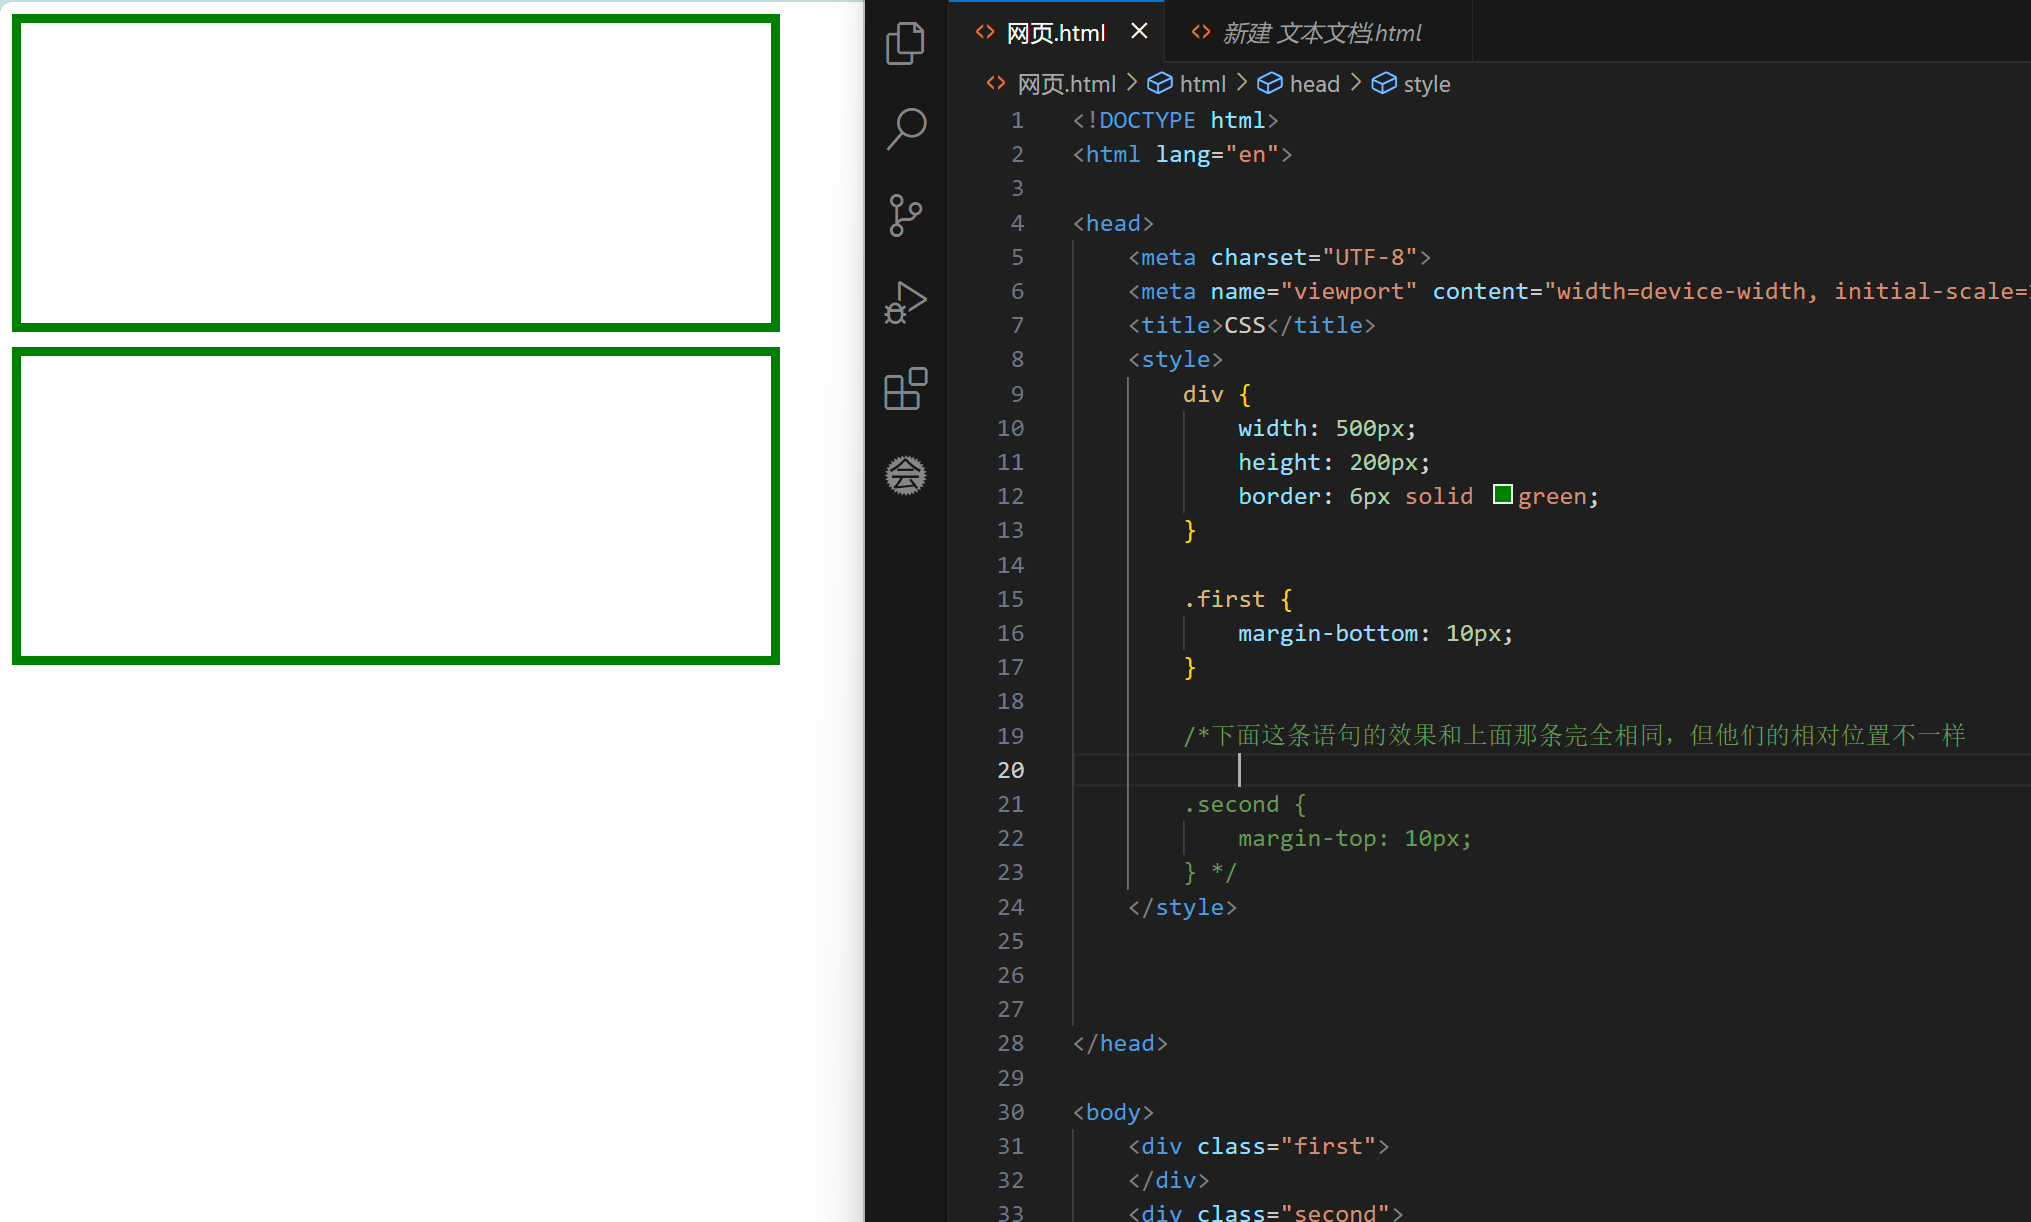 网页.html
新建 文本文档.html
网页.html > html > head > style
1 <!DOCTYPE html>
2 <html lang="en">
3
4 <head>
5 <meta charset="UTF-8">
6 <meta name="viewport" content="width=device-width, initial-scale=
7 <title>CSS</title>
8 <style>
9 div {
10 width: 500px;
11 height: 200px;
12 border: 6px solid green;
13 }
14
15 .first {
16 margin-bottom: 10px;
17 }
18
19 /*下面这条语句的效果和上面那条完全相同，但他们的相对位置不一样
20
21 .second {
22 margin-top: 10px;
23 } */
24 </style>
25
26
27
28 </head>
29
30 <body>
31 <div class="first">
32 </div>
33 <div class="second">
会